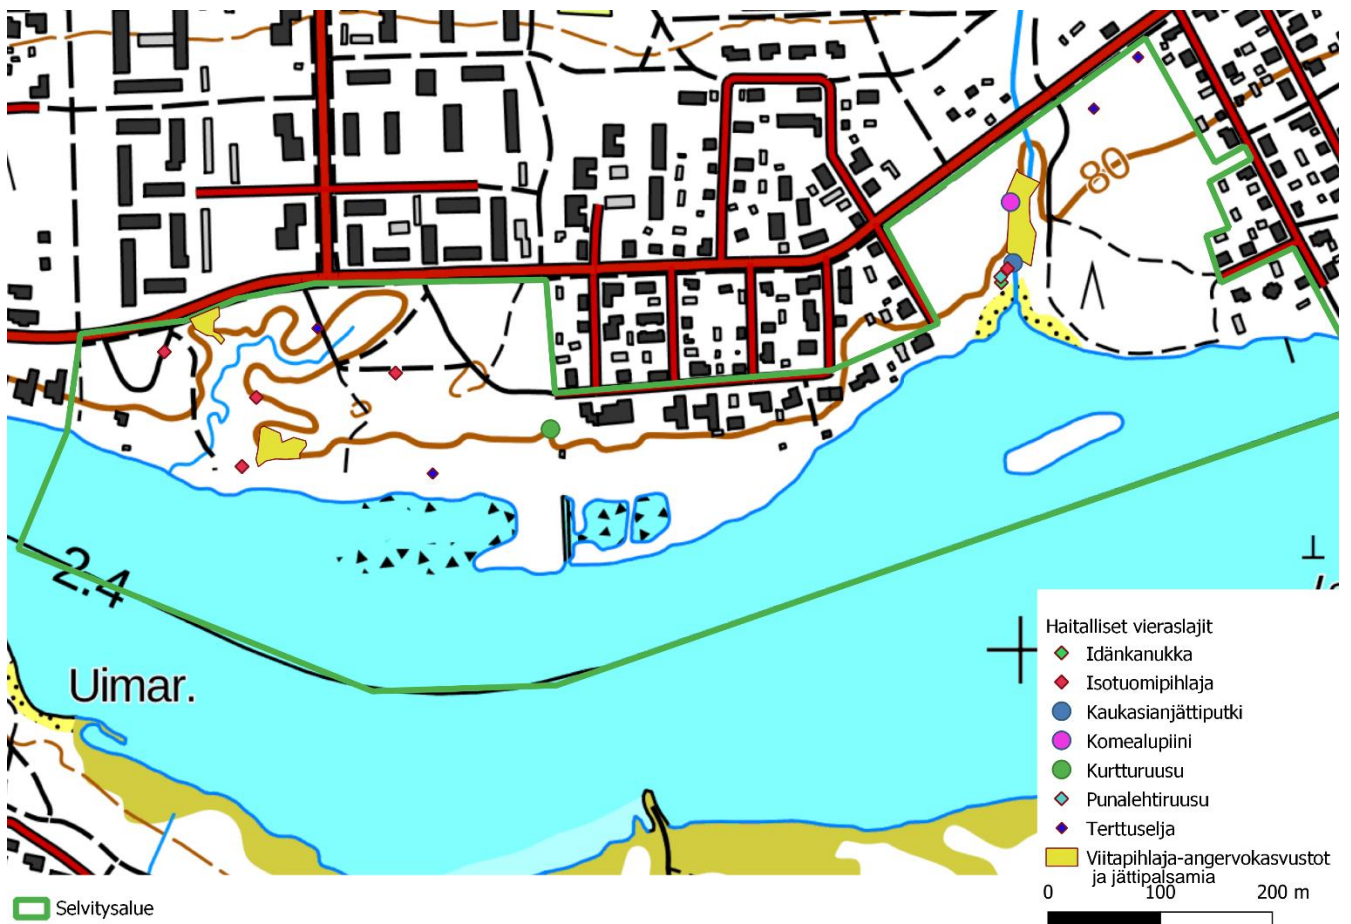 80
2.4
Uimar.
Haitalliset vieraslajit
Idänkanukka
Isotuomipihlaja
Kaukasianjättiputki
Komealupiini
Kurtturuusu
Punalehtiruusu
Terttuselja
Viitapihlaja-angervokasvustot
ja jättipalsamia
0 100 200 m
Selvitysalue